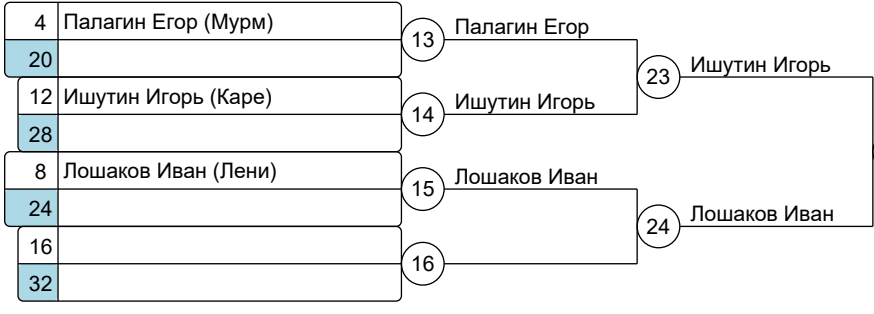 4 Палагин Егор (Мурм)
20
13 Палагин Егор
12 Ишутин Игорь (Каре)
28
14 Ишутин Игорь
23 Ишутин Игорь
8 Лошаков Иван (Лени)
24
15 Лошаков Иван
16
32
16
24 Лошаков Иван